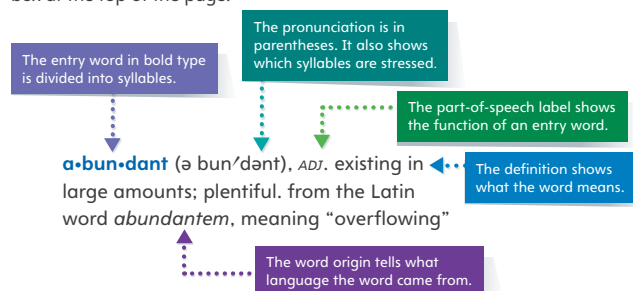 The pronunciation is in
parentheses. It also shows
which syllables are stressed.
The entry word in bold type
is divided into syllables.
The part-of-speech label shows
the function of an entry word.
a•bun•dant (ə bun′dənt), ADJ. existing in
large amounts; plentiful. from the Latin
word abundantem, meaning “overflowing”
The definition shows
what the word means.
The word origin tells what
language the word came from.